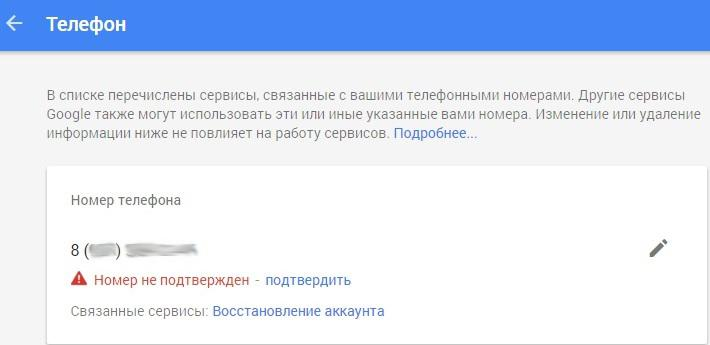 Телефон
В списке перечислены сервисы, связанные с вашими телефонными номерами. Другие сервисы
Google также могут использовать эти или иные указанные вами номера. Изменение или удаление
информации ниже не повлияет на работу сервисов. Подробнее...
Номер телефона
8 ( )
Номер не подтвержден - подтвердить
Связанные сервисы: Восстановление аккаунта